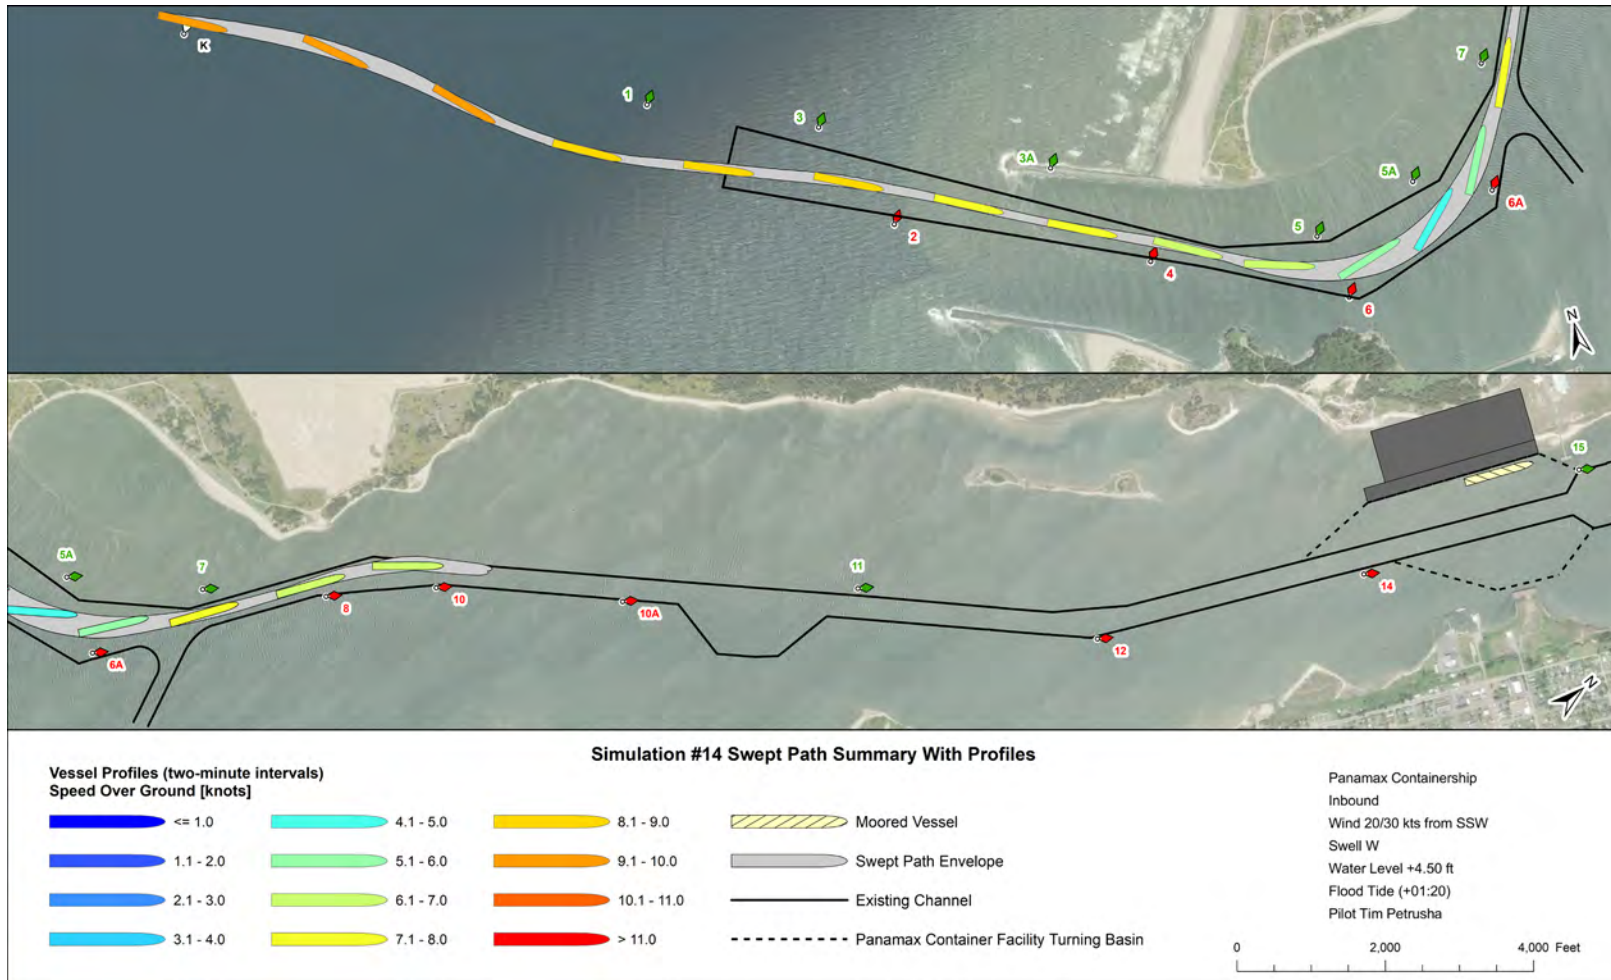 K
1
3
3A
2
4
5
5A
6
6A
7
N
5A
6A
7
8
10
10A
11
12
14
15
N
Simulation #14 Swept Path Summary With Profiles
Vessel Profiles (two-minute intervals)
Speed Over Ground [knots]
<= 1.0
1.1 - 2.0
2.1 - 3.0
3.1 - 4.0
4.1 - 5.0
5.1 - 6.0
6.1 - 7.0
7.1 - 8.0
8.1 - 9.0
9.1 - 10.0
10.1 - 11.0
> 11.0
Moored Vessel
Swept Path Envelope
Existing Channel
Panamax Container Facility Turning Basin
Panamax Containership
Inbound
Wind 20/30 kts from SSW
Swell W
Water Level +4.50 ft
Flood Tide (+01:20)
Pilot Tim Petrusha
0 2,000 4,000 Feet